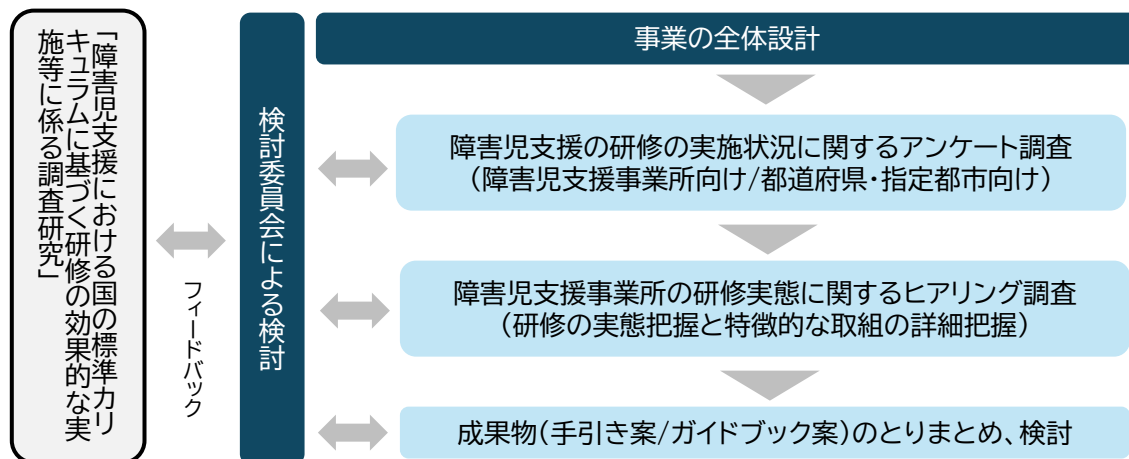 「障害児支援における国の標準カリ
キュラムに基づく研修の効果的な実
施等に係る調査研究」
フィードバック
検討委員会による検討
事業の全体設計
障害児支援の研修の実施状況に関するアンケート調査
（障害児支援事業所向け/都道府県・指定都市向け）
障害児支援事業所の研修実態に関するヒアリング調査
（研修の実態把握と特徴的な取組の詳細把握）
成果物（手引き案/ガイドブック案）のとりまとめ、検討